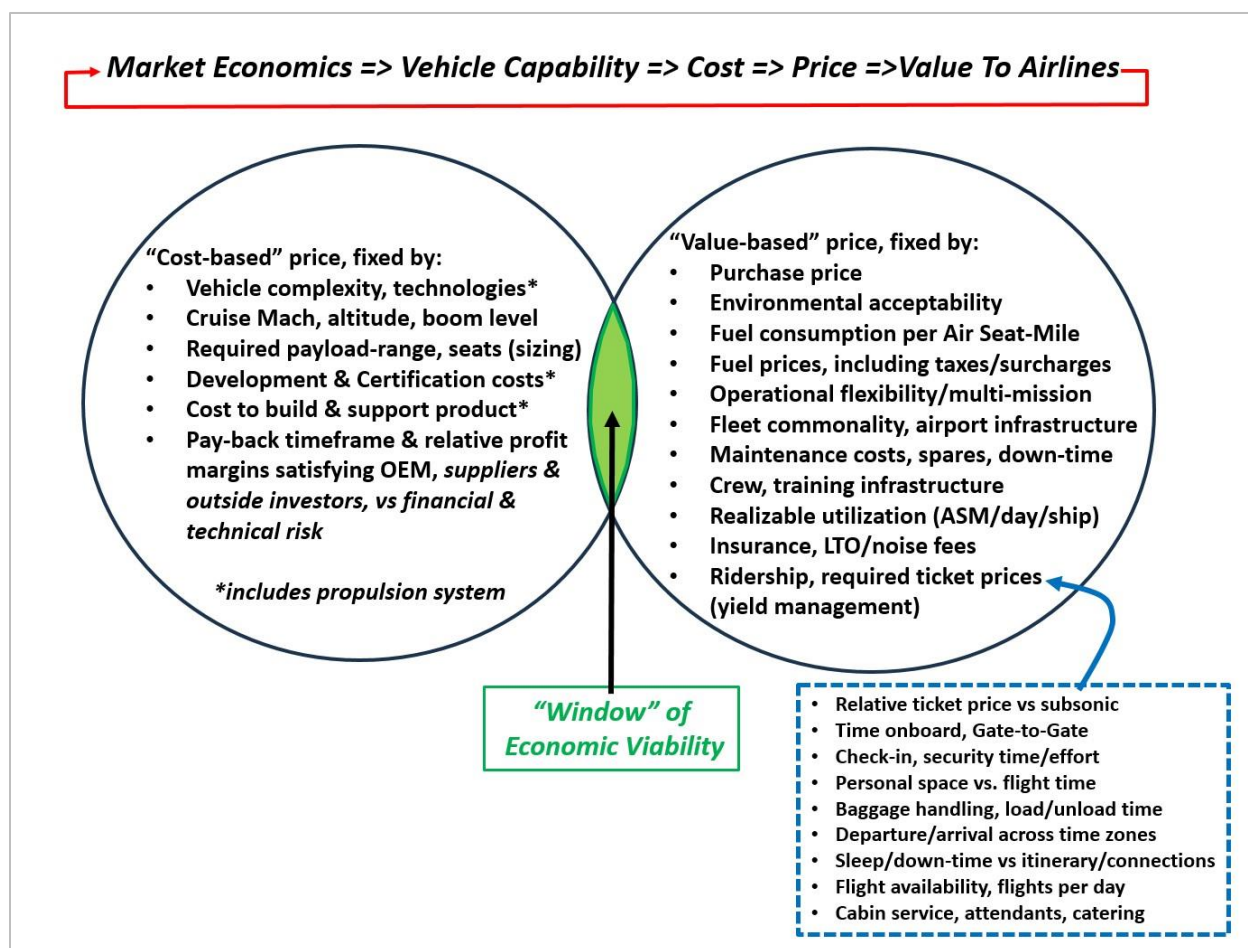 Market Economics => Vehicle Capability => Cost => Price =>Value To Airlines
“Cost-based” price, fixed by:
• Vehicle complexity, technologies*
• Cruise Mach, altitude, boom level
• Required payload-range, seats (sizing)
• Development & Certification costs*
• Cost to build & support product*
• Pay-back timeframe & relative profit
margins satisfying OEM, suppliers &
outside investors, vs financial &
technical risk
*includes propulsion system
“Value-based” price, fixed by:
• Purchase price
• Environmental acceptability
• Fuel consumption per Air Seat-Mile
• Fuel prices, including taxes/surcharges
• Operational flexibility/multi-mission
• Fleet commonality, airport infrastructure
• Maintenance costs, spares, down-time
• Crew, training infrastructure
• Realizable utilization (ASM/day/ship)
• Insurance, LTO/noise fees
• Ridership, required ticket prices
(yield management)
“Window” of
Economic Viability
• Relative ticket price vs subsonic
• Time onboard, Gate-to-Gate
• Check-in, security time/effort
• Personal space vs. flight time
• Baggage handling, load/unload time
• Departure/arrival across time zones
• Sleep/down-time vs itinerary/connections
• Flight availability, flights per day
• Cabin service, attendants, catering